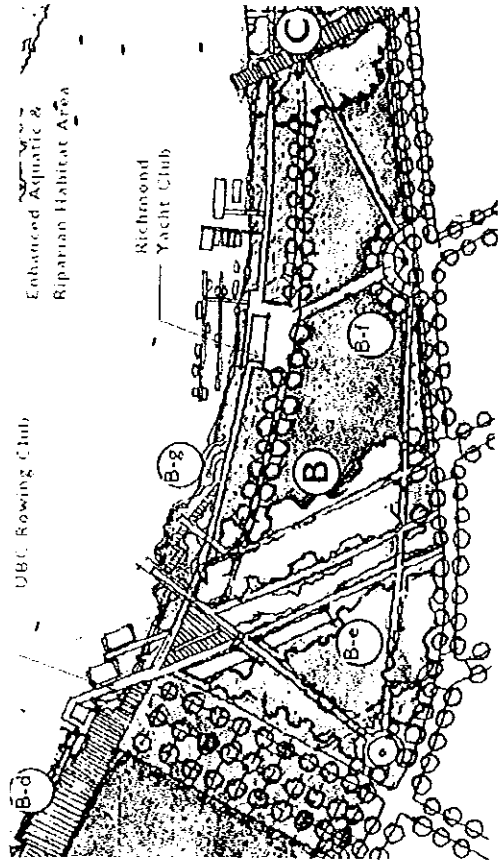 UBC Rowing Club
Enhanced Aquatic &
Riparian Habitat Area
Richmond
Yacht Club
B-d
B-g
B-e
B
B-f
C